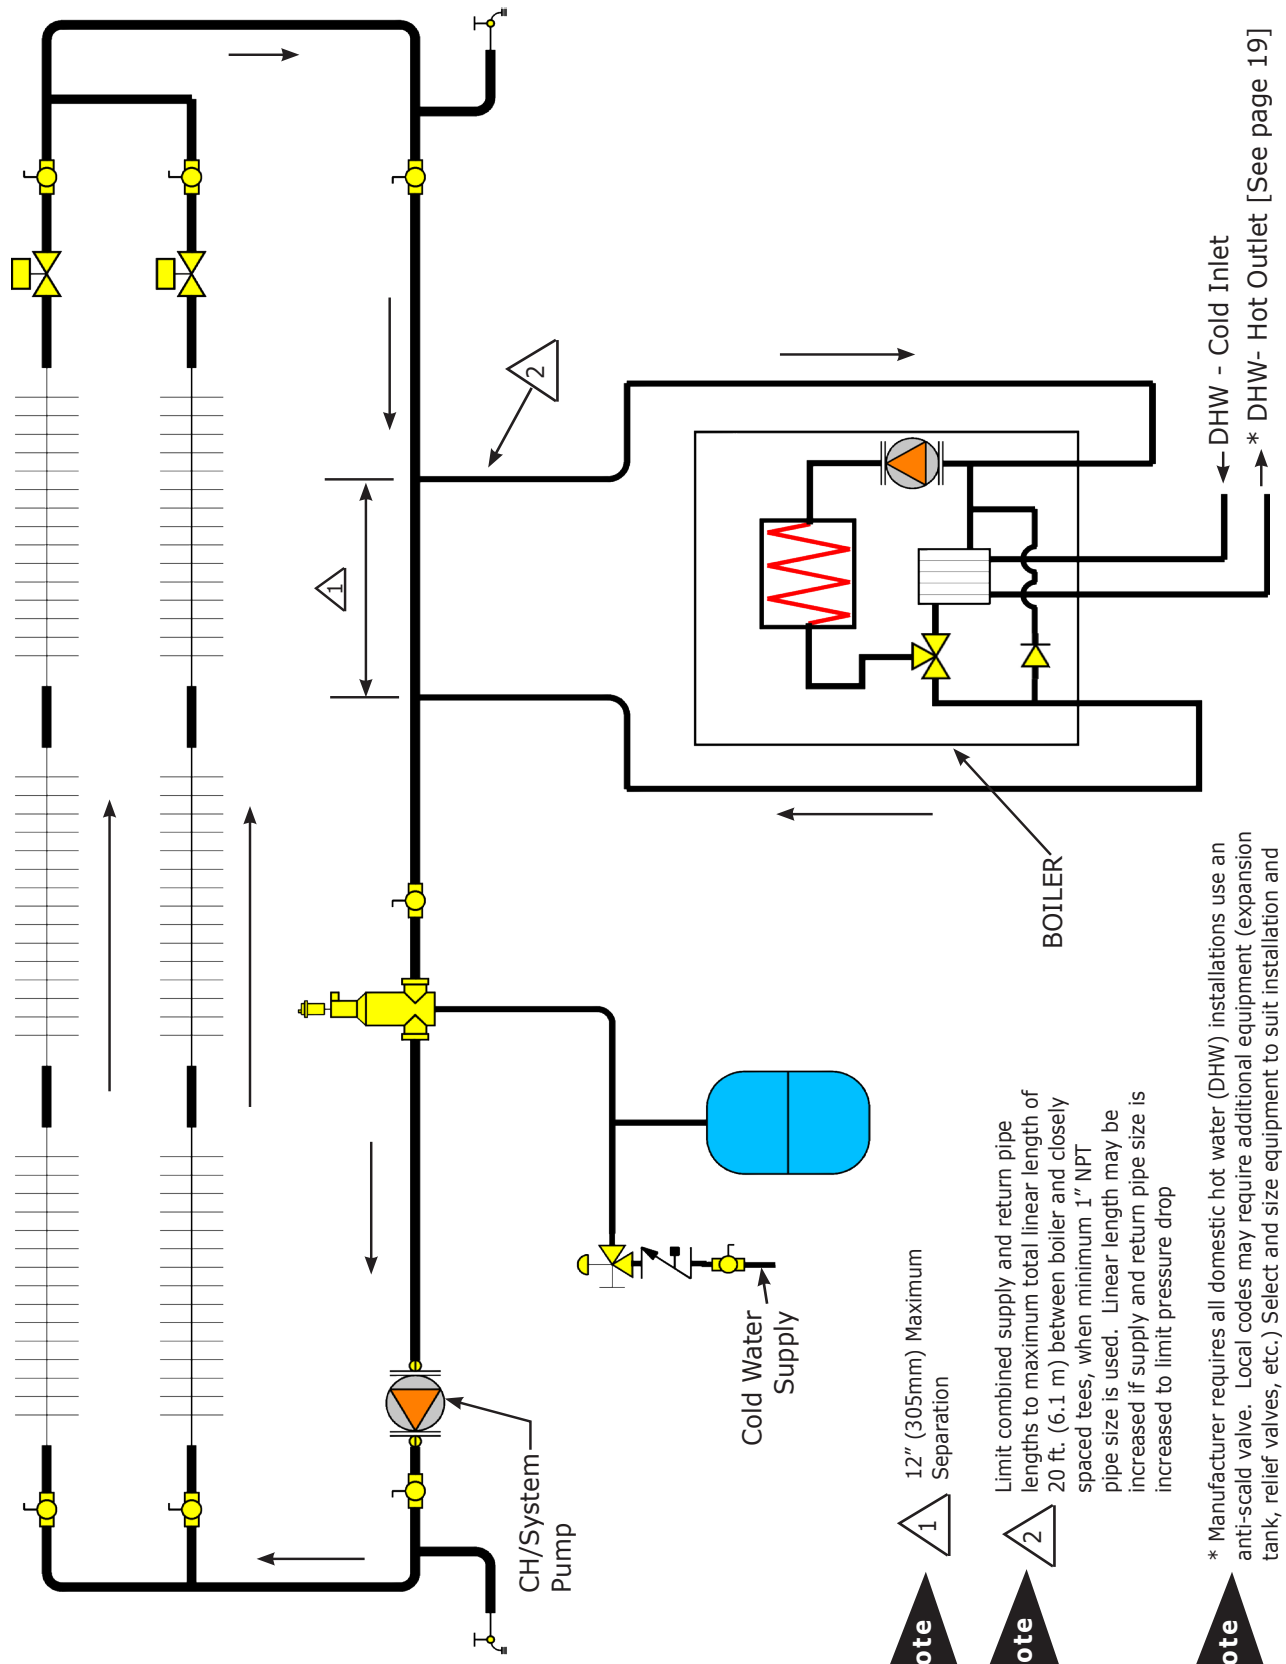 1
2
DHW - Cold Inlet
* DHW- Hot Outlet [See page 19]
BOILER
Cold Water
Supply
CH/System
Pump
ote
1
12" (305mm) Maximum
Separation
ote
2
Limit combined supply and return pipe
lengths to maximum total linear length of
20 ft. (6.1 m) between boiler and closely
spaced tees, when minimum 1" NPT
pipe size is used. Linear length may be
increased if supply and return pipe size is
increased to limit pressure drop
ote
* Manufacturer requires all domestic hot water (DHW) installations use an
anti-scald valve. Local codes may require additional equipment (expansion
tank, relief valves, etc.) Select and size equipment to suit installation and